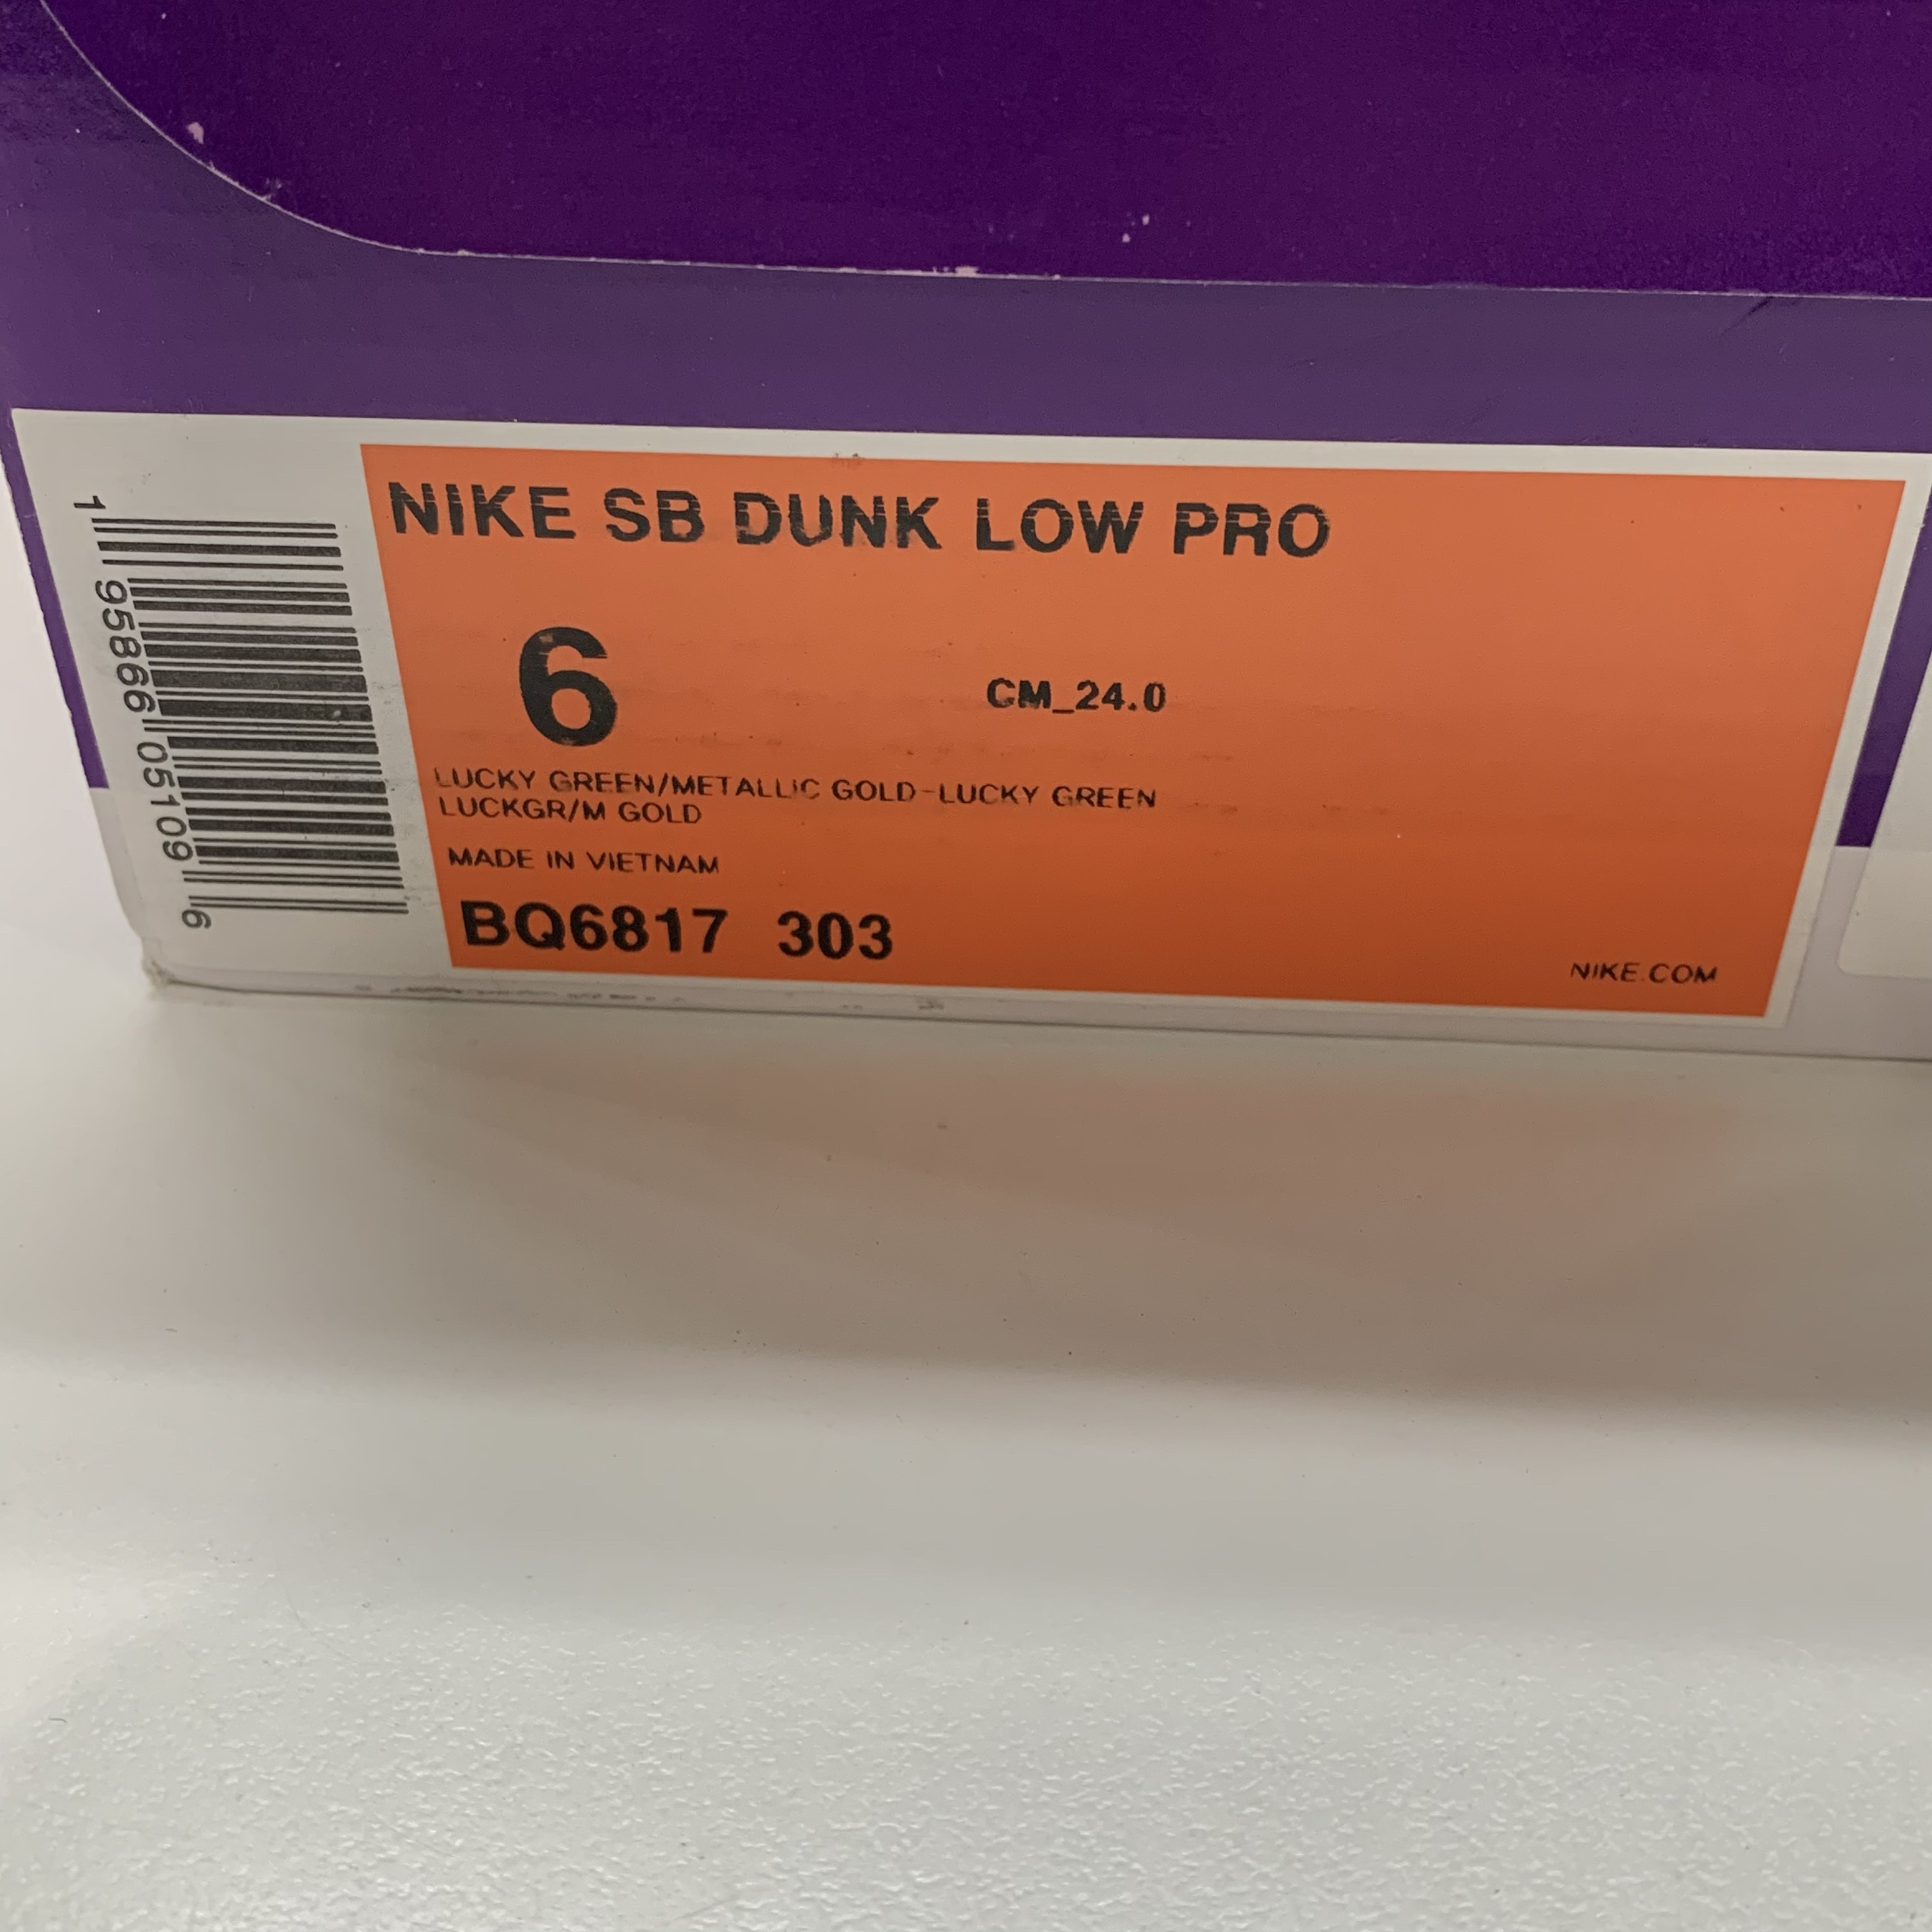 NIKE SB DUNK LOW PRO
6
CM_24.0
LUCKY GREEN/METALLIC GOLD-LUCKY GREEN
LUCKGR/M GOLD
MADE IN VIETNAM
BQ6817 303
NIKE.COM
1 95866 05109 6